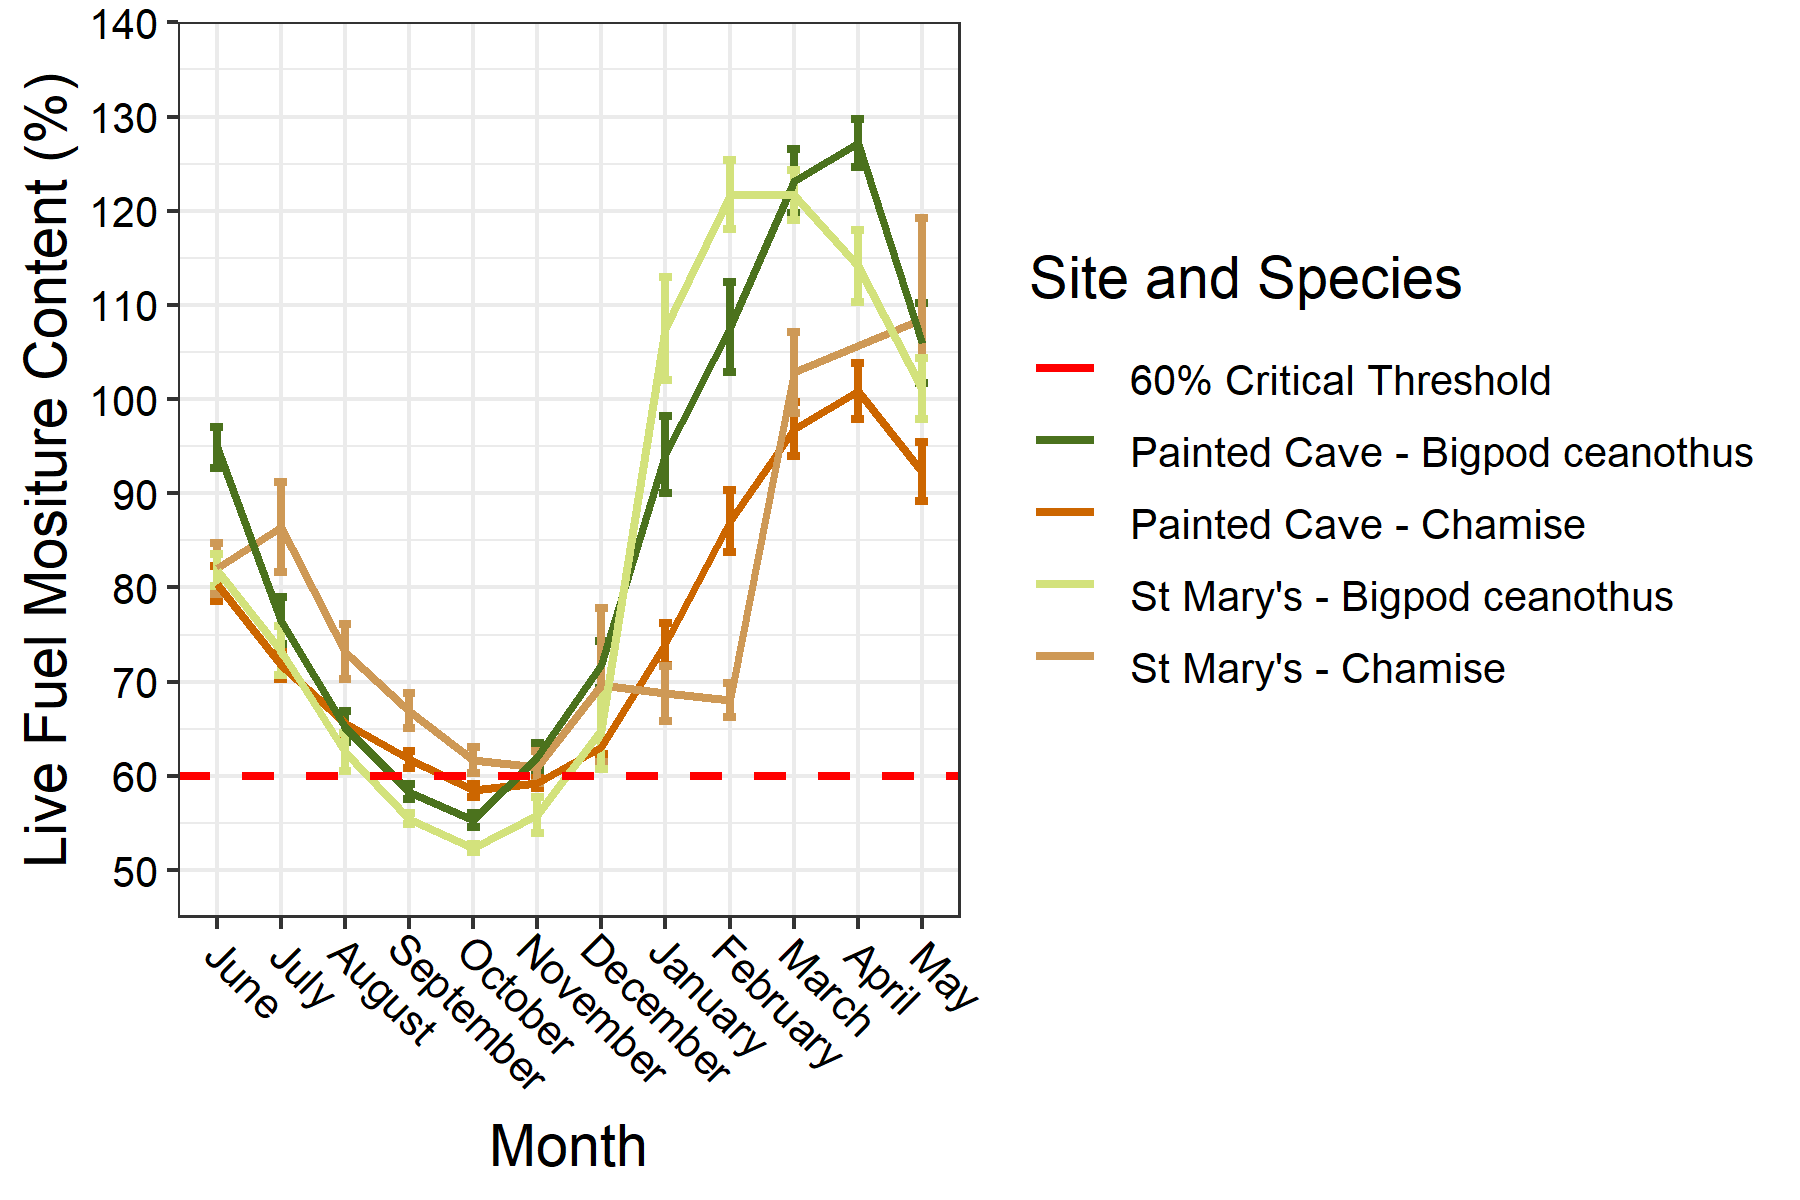 Live Fuel Mositure Content (%)
140
130
120
110
100
90
80
70
60
50
June
July
August
September
October
November
December
January
February
March
April
May
Month
Site and Species
60% Critical Threshold
Painted Cave - Bigpod ceanothus
Painted Cave - Chamise
St Mary's - Bigpod ceanothus
St Mary's - Chamise